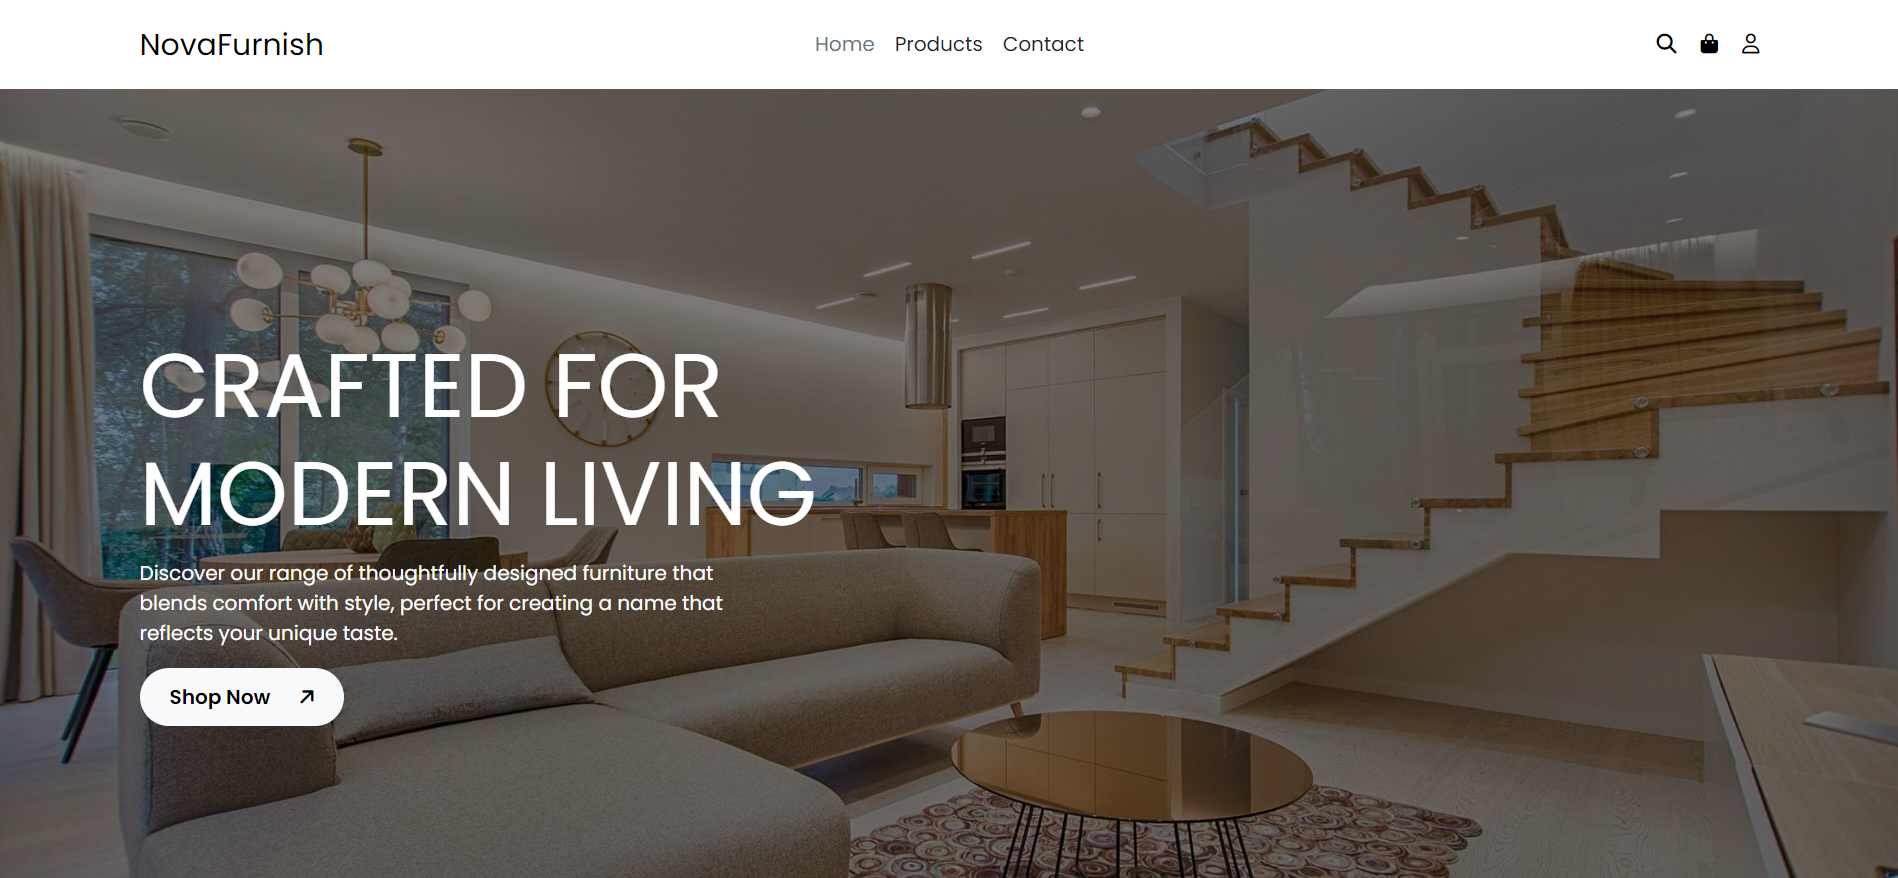 NovaFurnish
Home Products Contact
CRAFTED FOR
MODERN LIVING
Discover our range of thoughtfully designed furniture that
blends comfort with style, perfect for creating a name that
reflects your unique taste.
Shop Now